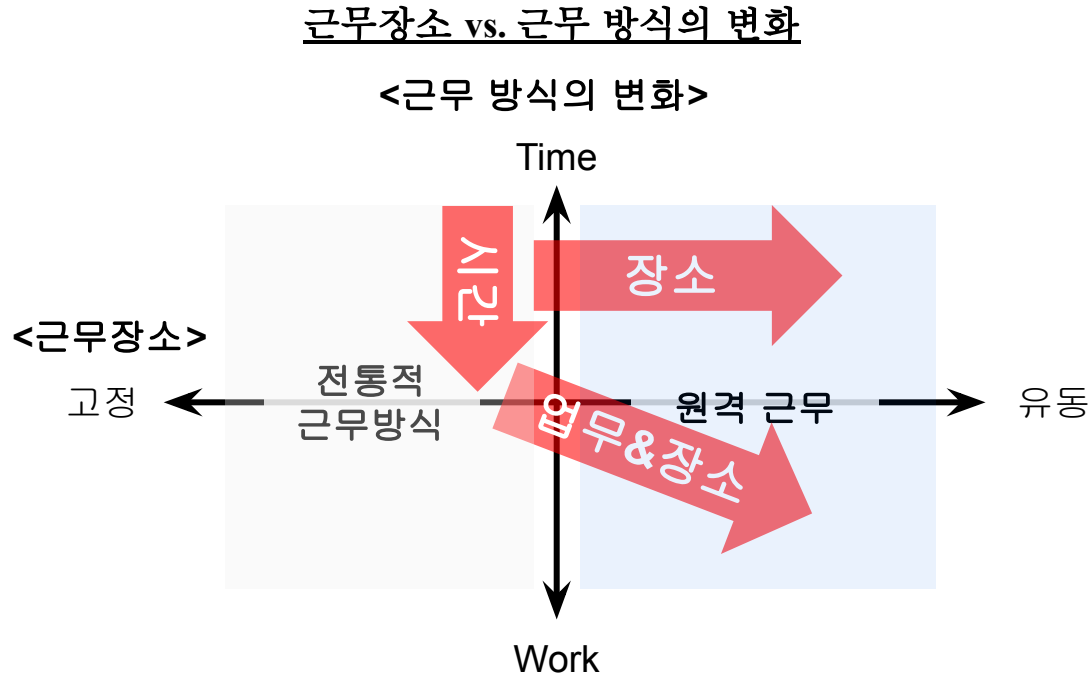 근무장소 vs. 근무 방식의 변화
<근무 방식의 변화>
Time
시간
장소
<근무장소>
고정
전통적
근무방식
업무&장소
원격 근무
유동
Work